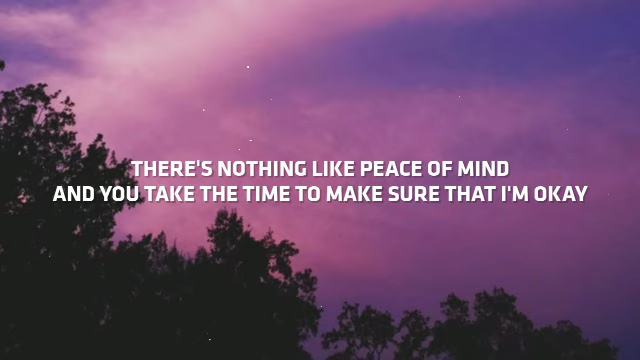 THERE'S NOTHING LIKE PEACE OF MIND
AND YOU TAKE THE TIME TO MAKE SURE THAT I'M OKAY